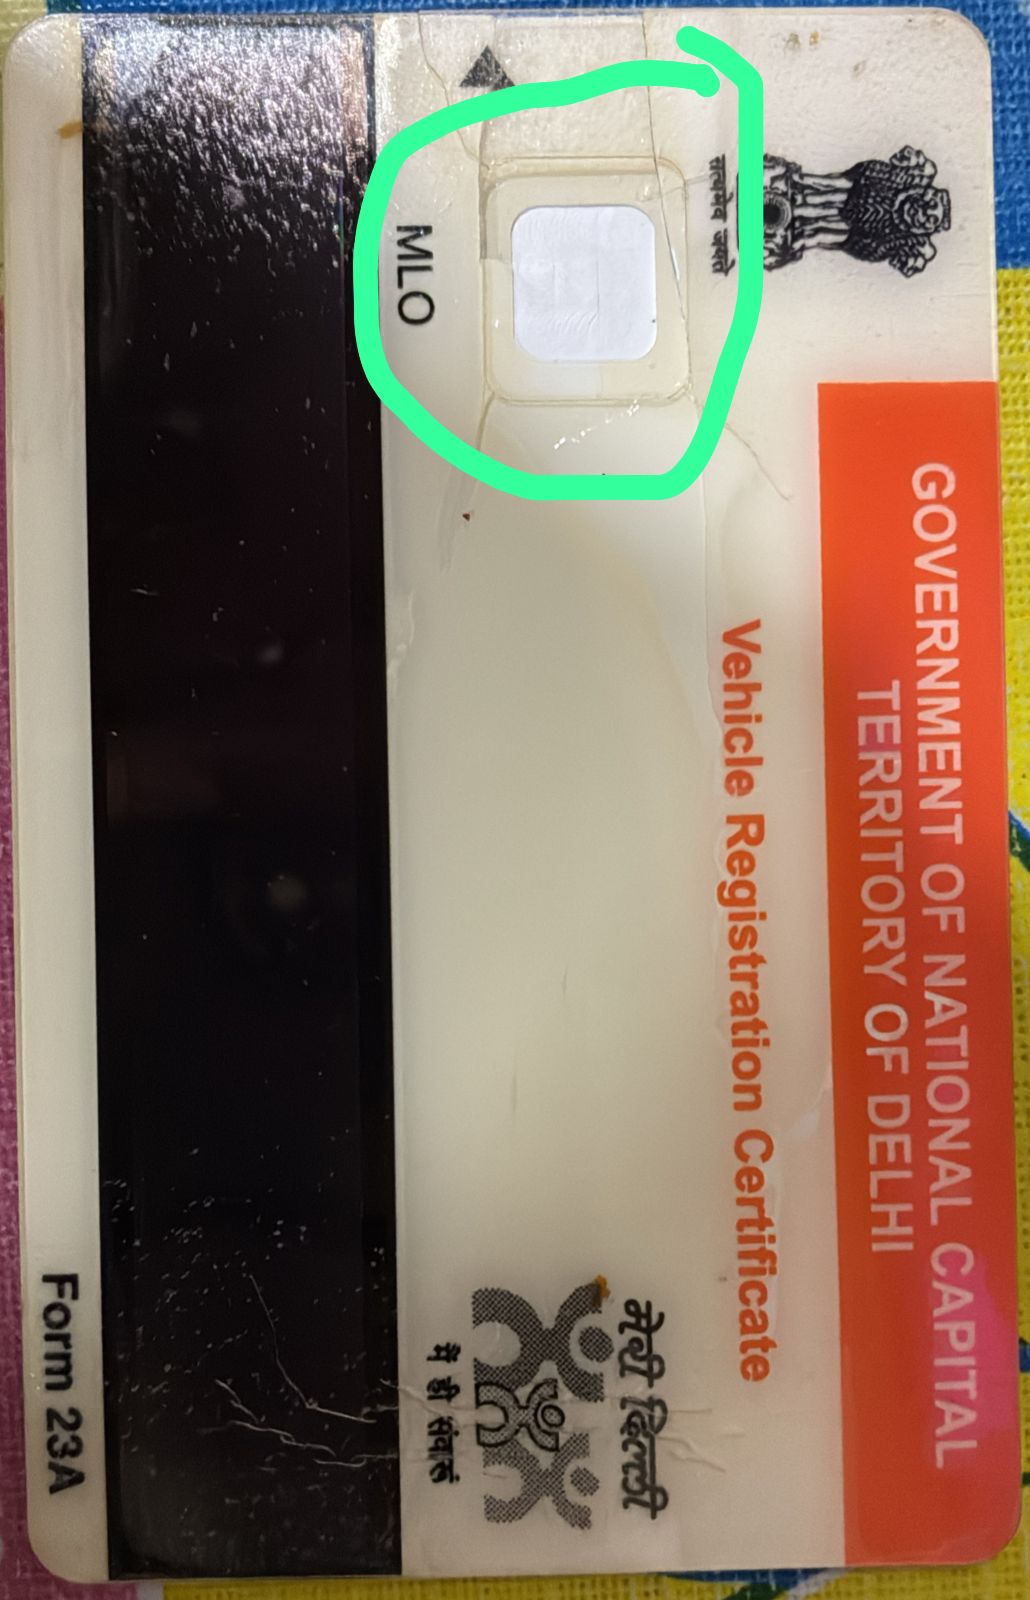 GOVERNMENT OF NATIONAL CAPITAL
TERRITORY OF DELHI
सत्यमेव जयते
Vehicle Registration Certificate
मेरी दिल्ली
मैं ही संवारूं
MLO
Form 23A